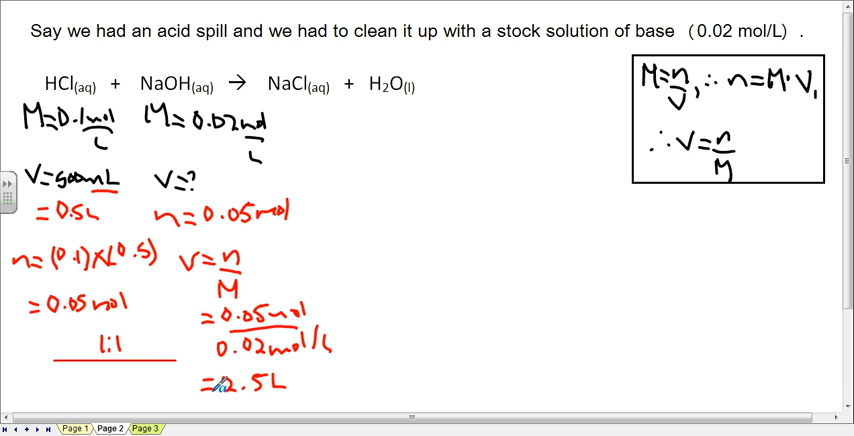 Say we had an acid spill and we had to clean it up with a stock solution of base (0.02 mol/L) .
HCl(aq) + NaOH(aq) → NaCl(aq) + H2O(l)
M=0.1mol/L M=0.02mol/L
V=500mL V=?
=0.5L n=0.05mol
n=(0.1)×(0.5) V=n/M
=0.05mol =0.05mol/0.02mol/L
1:1
=2.5L
M=n/V, ∴ n=M·V,
∴ V=n/M
Page 1 Page 2 Page 3